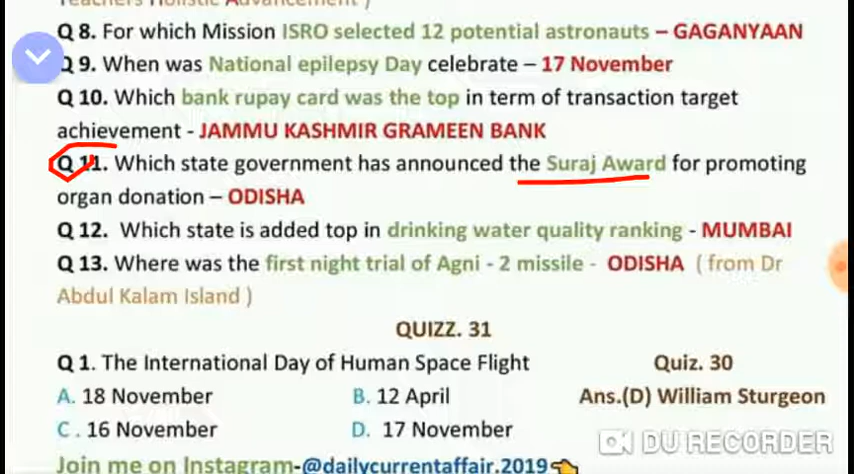 Teachers Holistic Advancement )
Q 8. For which Mission ISRO selected 12 potential astronauts – GAGANYAAN
Q 9. When was National epilepsy Day celebrate – 17 November
Q 10. Which bank rupay card was the top in term of transaction target
achievement - JAMMU KASHMIR GRAMEEN BANK
Q 11. Which state government has announced the Suraj Award for promoting
organ donation – ODISHA
Q 12. Which state is added top in drinking water quality ranking - MUMBAI
Q 13. Where was the first night trial of Agni - 2 missile - ODISHA ( from Dr
Abdul Kalam Island )
QUIZZ. 31
Q 1. The International Day of Human Space Flight
Quiz. 30
A. 18 November B. 12 April
Ans.(D) William Sturgeon
C . 16 November D. 17 November
DU RECORDER
Join me on Instagram-@dailycurrentaffair.2019